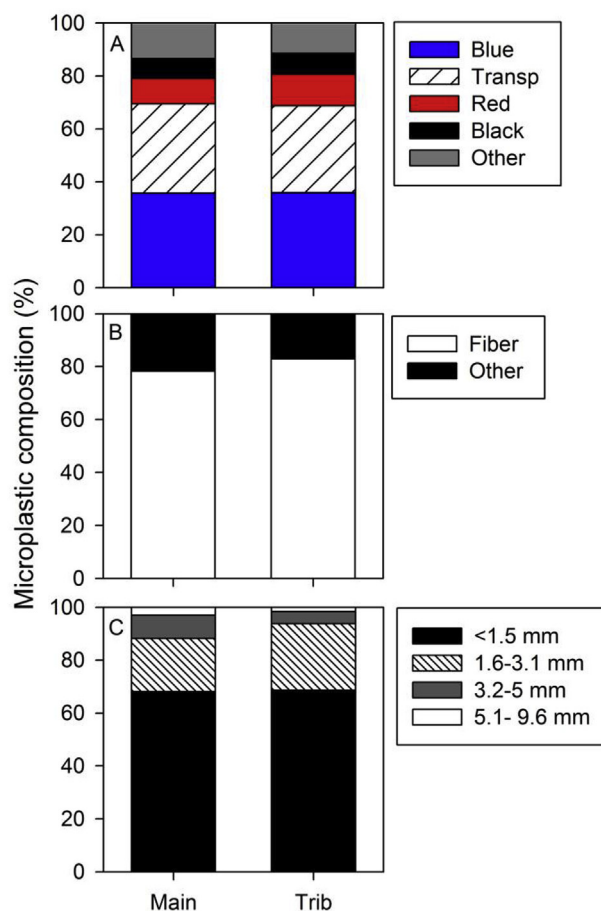 Microplastic composition (%)
A
100
80
60
40
20
0
Blue
Transp
Red
Black
Other
B
100
80
60
40
20
0
Fiber
Other
C
100
80
60
40
20
0
<1.5 mm
1.6-3.1 mm
3.2-5 mm
5.1- 9.6 mm
Main
Trib